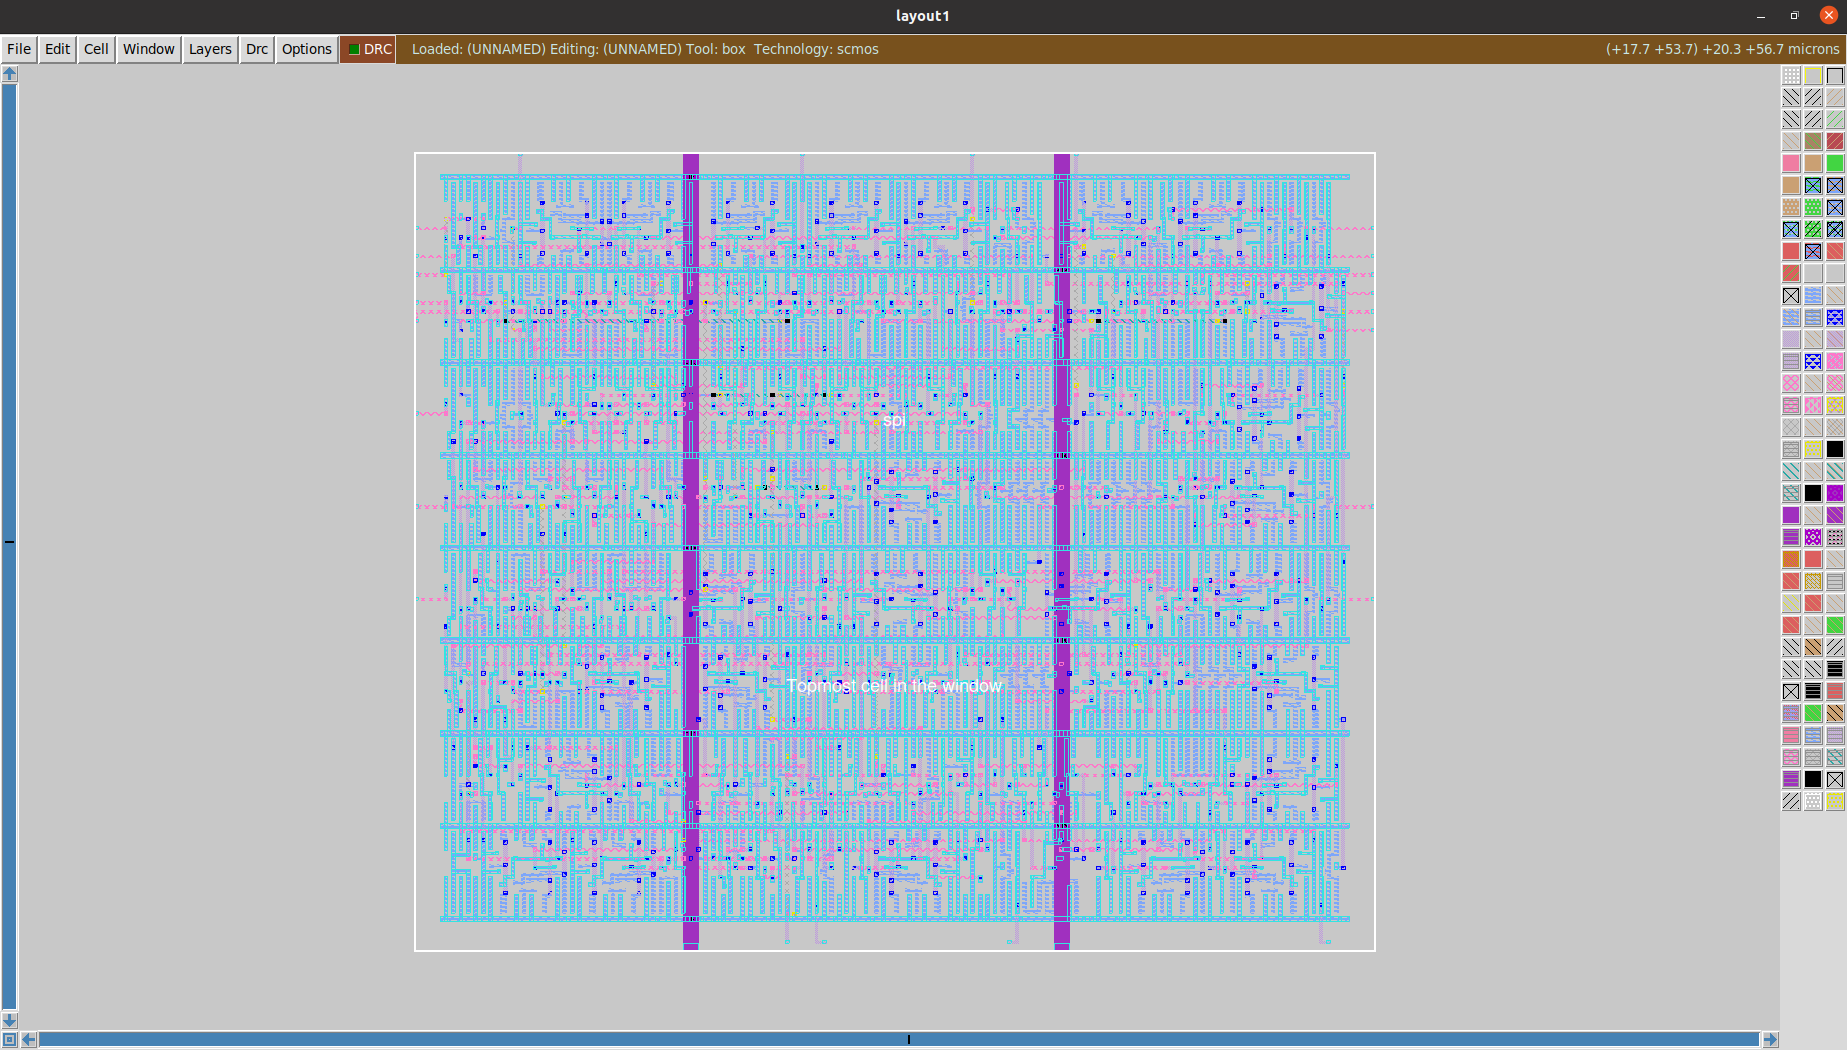 layout1
File Edit Cell Window Layers Drc Options DRC Loaded: (UNNAMED) Editing: (UNNAMED) Tool: box Technology: scmos (+17.7 +53.7) +20.3 +56.7 microns
spi
Topmost cell in the window